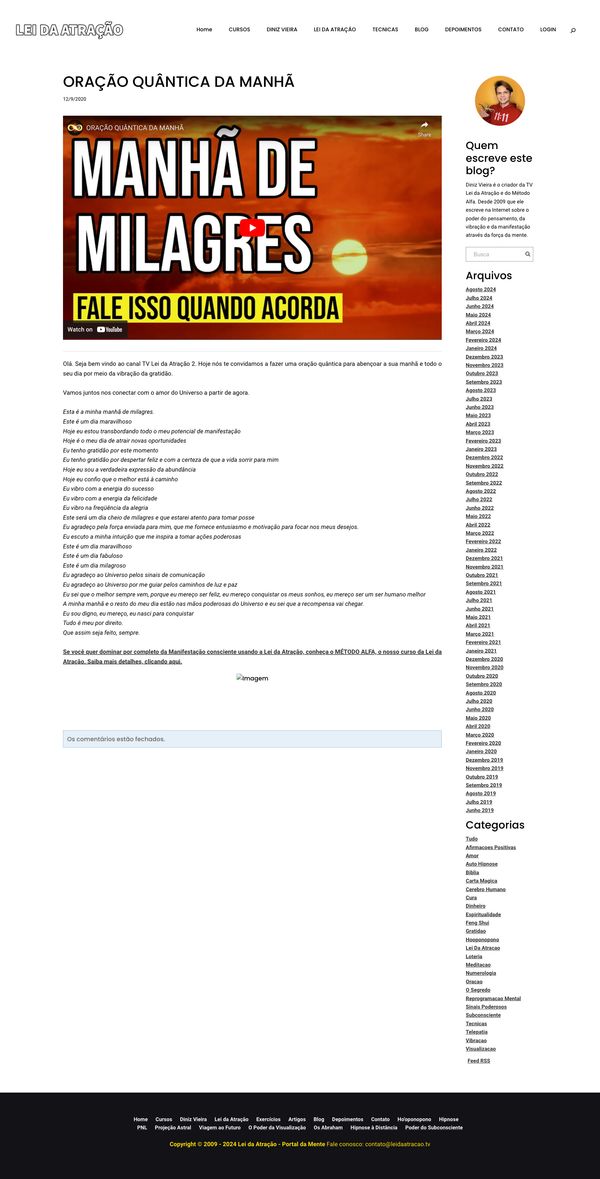 LEI DA ATRAÇÃO
Home CURSOS DINIZ VIEIRA LEI DA ATRAÇÃO TECNICAS BLOG DEPOIMENTOS CONTATO LOGIN
ORAÇÃO QUÂNTICA DA MANHÃ
12/9/2020
ORAÇÃO QUÂNTICA DA MANHÃ
Share
MANHÃ DE
MILAGRES
FALE ISSO QUANDO ACORDA
Watch on YouTube
Olá. Seja bem vindo ao canal TV Lei da Atração 2. Hoje nós te convidamos a fazer uma oração quântica para abençoar a sua manhã e todo o
seu dia por meio da vibração da gratidão.
Vamos juntos nos conectar com o amor do Universo a partir de agora.
Esta é a minha manhã de milagres.
Este é um dia maravilhoso
Hoje eu estou transbordando todo o meu potencial de manifestação
Hoje é o meu dia de atrair novas oportunidades
Eu tenho gratidão por este momento
Eu tenho gratidão por despertar feliz e com a certeza de que a vida sorrir para mim
Hoje eu sou a verdadeira expressão da abundância
Hoje eu confio que o melhor está à caminho
Eu vibro com a energia do sucesso
Eu vibro com a energia da felicidade
Eu vibro na freqüência da alegria
Este será um dia cheio de milagres e que estarei atento para tomar posse
Eu agradeço pela força enviada para mim, que me fornece entusiasmo e motivação para focar nos meus desejos.
Eu escuto a minha intuição que me inspira a tomar ações poderosas
Este é um dia maravilhoso
Este é um dia fabuloso
Este é um dia milagroso
Eu agradeço ao Universo pelos sinais de comunicação
Eu agradeço ao Universo por me guiar pelos caminhos de luz e paz
Eu sei que o melhor sempre vem, porque eu mereço ser feliz, eu mereço conquistar os meus sonhos, eu mereço ser um ser humano melhor
A minha manhã e o resto do meu dia estão nas mãos poderosas do Universo e eu sei que a recompensa vai chegar.
Eu sou digno, eu mereço, eu nasci para conquistar
Tudo é meu por direito.
Que assim seja feito, sempre.
Se você quer dominar por completo da Manifestação consciente usando a Lei da Atração, conheça o MÉTODO ALFA, o nosso curso da Lei da
Atração. Saiba mais detalhes, clicando aqui.
Imagem
Os comentários estão fechados.
11:11
Quem
escreve este
blog?
Diniz Vieira é o criador da TV
Lei da Atração e do Método
Alfa. Desde 2009 que ele
escreve na Internet sobre o
poder do pensamento, da
vibração e da manifestação
através da força da mente.
Busca
Arquivos
Agosto 2024
Julho 2024
Junho 2024
Maio 2024
Abril 2024
Março 2024
Fevereiro 2024
Janeiro 2024
Dezembro 2023
Novembro 2023
Outubro 2023
Setembro 2023
Agosto 2023
Julho 2023
Junho 2023
Maio 2023
Abril 2023
Março 2023
Fevereiro 2023
Janeiro 2023
Dezembro 2022
Novembro 2022
Outubro 2022
Setembro 2022
Agosto 2022
Julho 2022
Junho 2022
Maio 2022
Abril 2022
Março 2022
Fevereiro 2022
Janeiro 2022
Dezembro 2021
Novembro 2021
Outubro 2021
Setembro 2021
Agosto 2021
Julho 2021
Junho 2021
Maio 2021
Abril 2021
Março 2021
Fevereiro 2021
Janeiro 2021
Dezembro 2020
Novembro 2020
Outubro 2020
Setembro 2020
Agosto 2020
Julho 2020
Junho 2020
Maio 2020
Abril 2020
Março 2020
Fevereiro 2020
Janeiro 2020
Dezembro 2019
Novembro 2019
Outubro 2019
Setembro 2019
Agosto 2019
Julho 2019
Junho 2019
Categorias
Tudo
Afirmacoes Positivas
Amor
Auto Hipnose
Biblia
Carta Magica
Cerebro Humano
Cura
Dinheiro
Espiritualidade
Feng Shui
Gratidao
Hooponopono
Lei Da Atracao
Loteria
Meditacao
Numerologia
Oracao
O Segredo
Reprogramacao Mental
Sinais Poderosos
Subconsciente
Tecnicas
Telepatia
Vibracao
Visualizacao
Feed RSS
Home Cursos Diniz Vieira Lei da Atração Exercícios Artigos Blog Depoimentos Contato Ho'oponopono Hipnose
PNL Projeção Astral Viagem ao Futuro O Poder da Visualização Os Abraham Hipnose à Distância Poder do Subconsciente
Copyright © 2009 - 2024 Lei da Atração - Portal da Mente Fale conosco: contato@leidaatracao.tv